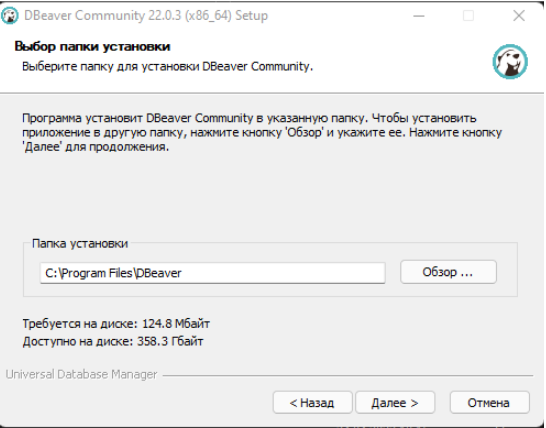 DBeaver Community 22.0.3 (x86_64) Setup
Выбор папки установки
Выберите папку для установки DBeaver Community.
Программа установит DBeaver Community в указанную папку. Чтобы установить
приложение в другую папку, нажмите кнопку 'Обзор' и укажите ее. Нажмите кнопку
'Далее' для продолжения.
Папка установки
C:\Program Files\DBeaver
Обзор ...
Требуется на диске: 124.8 Мбайт
Доступно на диске: 358.3 Гбайт
Universal Database Manager
< Назад
Далее >
Отмена